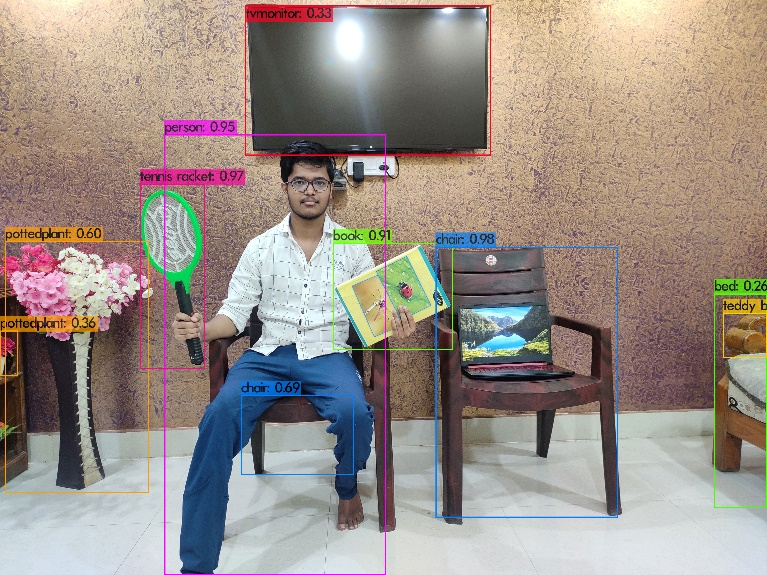 tvmonitor: 0.33
person: 0.95
tennis racket: 0.97
pottedplant: 0.60
book: 0.91
chair: 0.98
bed: 0.26
teddy b
pottedplant: 0.36
chair: 0.69